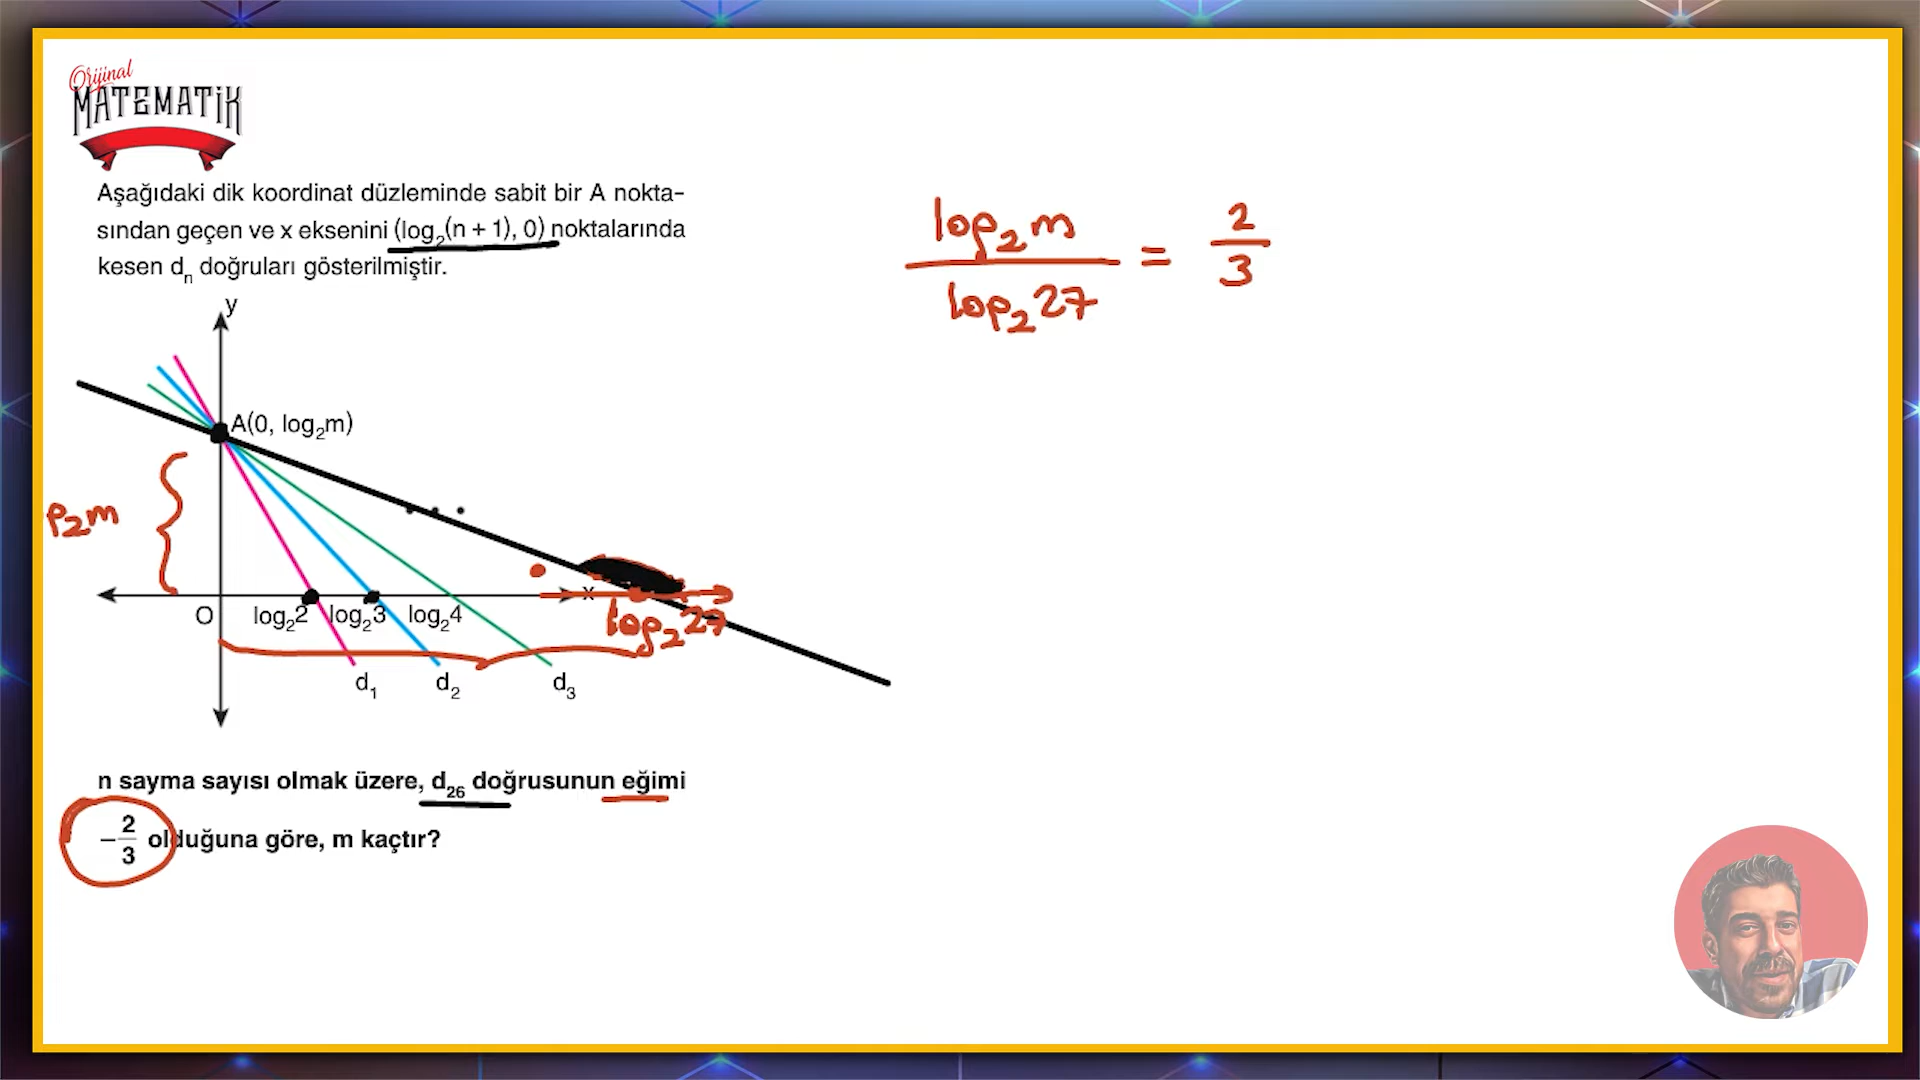 Orijinal
MATEMATİK
Aşağıdaki dik koordinat düzleminde sabit bir A nokta-
sından geçen ve x eksenini (log₂(n + 1), 0) noktalarında
kesen dₙ doğruları gösterilmiştir.
log₂m / log₂27 = 2/3
y
A(0, log₂m)
. . .
x
O log₂2 log₂3 log₂4 log₂27
d₁ d₂ d₃
n sayma sayısı olmak üzere, d₂₆ doğrusunun eğimi
−2/3 olduğuna göre, m kaçtır?